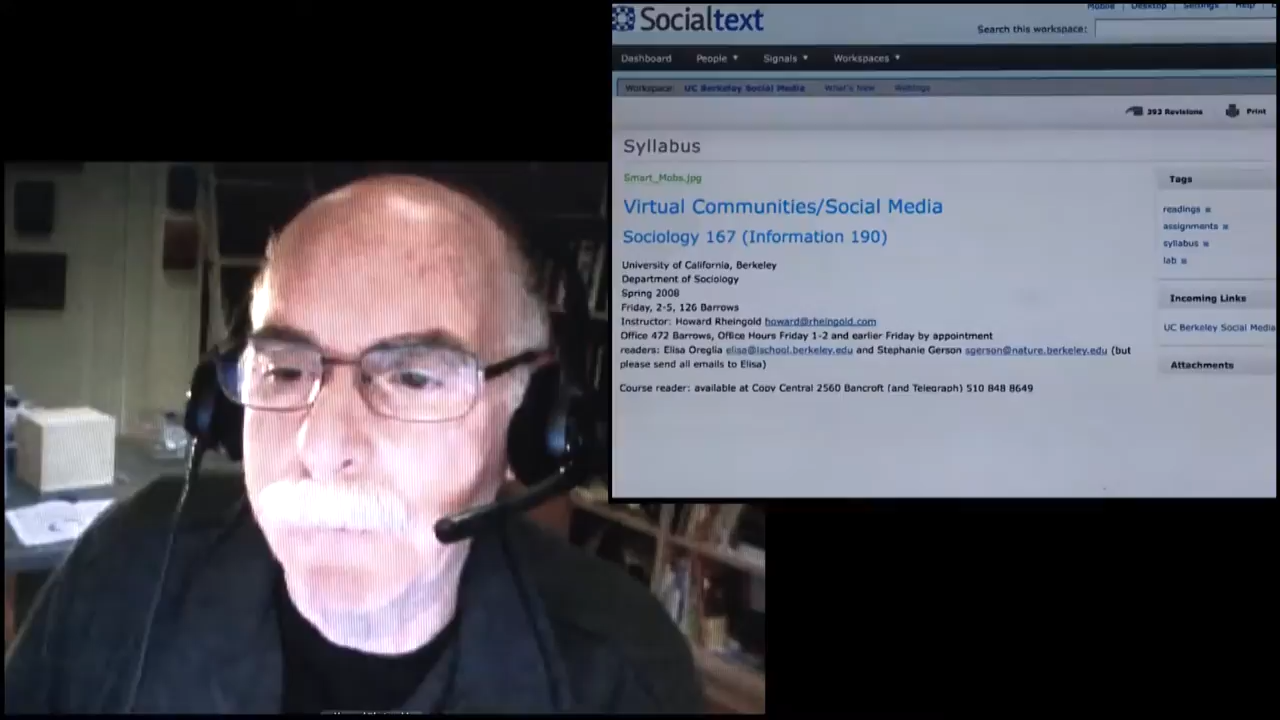 Socialtext
Mobile | Desktop Settings Help
Search this workspace:
Dashboard People Signals Workspaces
Workspace: UC Berkeley Social Media What's New Weblogs
393 Revisions Print
Syllabus
Smart_Mobs.jpg
Virtual Communities/Social Media
Sociology 167 (Information 190)
University of California, Berkeley
Department of Sociology
Spring 2008
Friday, 2-5, 126 Barrows
Instructor: Howard Rheingold howard@rheingold.com
Office 472 Barrows, Office Hours Friday 1-2 and earlier Friday by appointment
readers: Elisa Oreglia elisa@ischool.berkeley.edu and Stephanie Gerson sgerson@nature.berkeley.edu (but
please send all emails to Elisa)
Course reader: available at Copy Central 2560 Bancroft (and Telegraph) 510 848 8649
Tags
readings
assignments
syllabus
lab
Incoming Links
UC Berkeley Social Media
Attachments